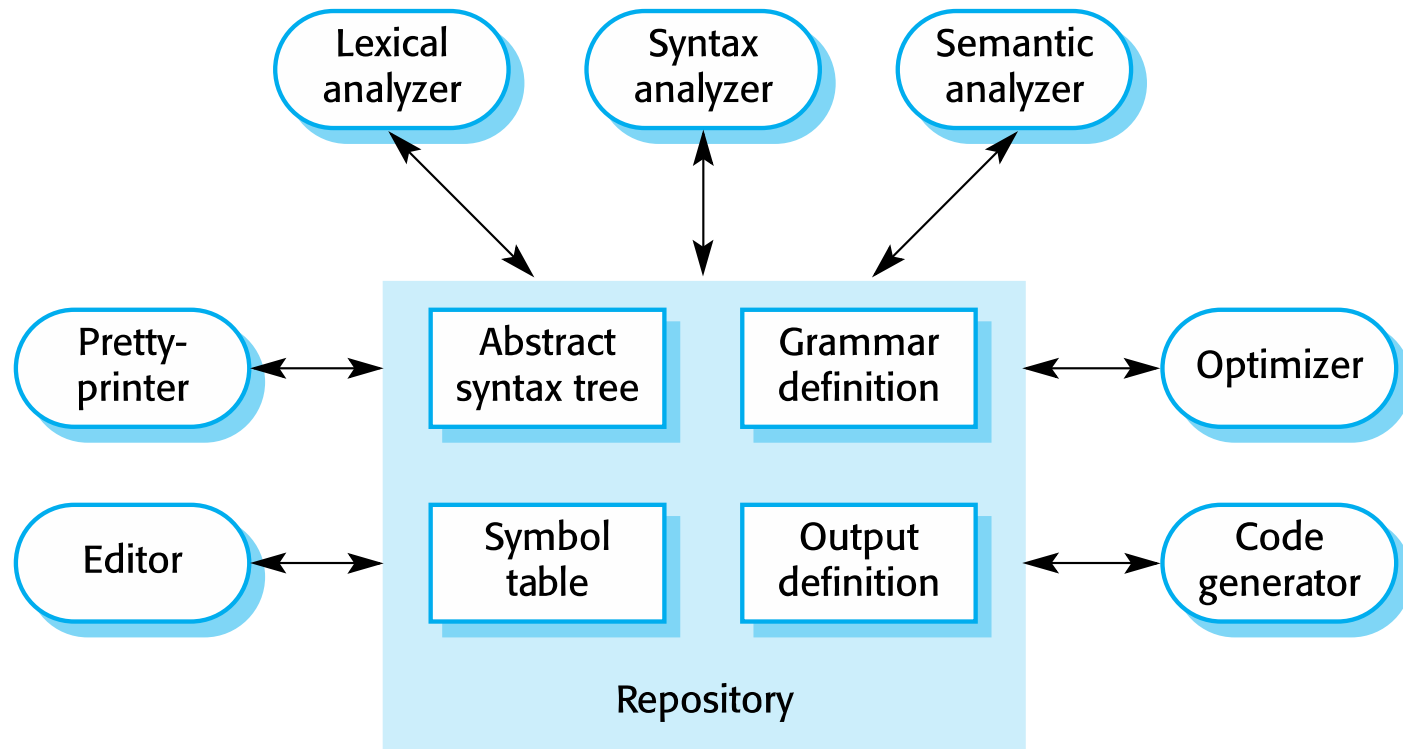 Lexical
analyzer
Syntax
analyzer
Semantic
analyzer
Pretty-
printer
Abstract
syntax tree
Grammar
definition
Optimizer
Editor
Symbol
table
Output
definition
Code
generator
Repository